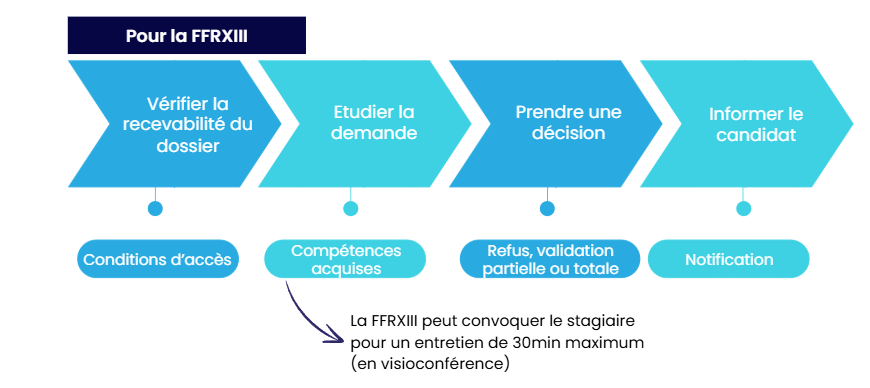 Pour la FFRXIII
Vérifier la
recevabilité du
dossier
Etudier la
demande
Prendre une
décision
Informer le
candidat
Conditions d'accès
Compétences
acquises
Refus, validation
partielle ou totale
Notification
La FFRXIII peut convoquer le stagiaire
pour un entretien de 30min maximum
(en visioconférence)